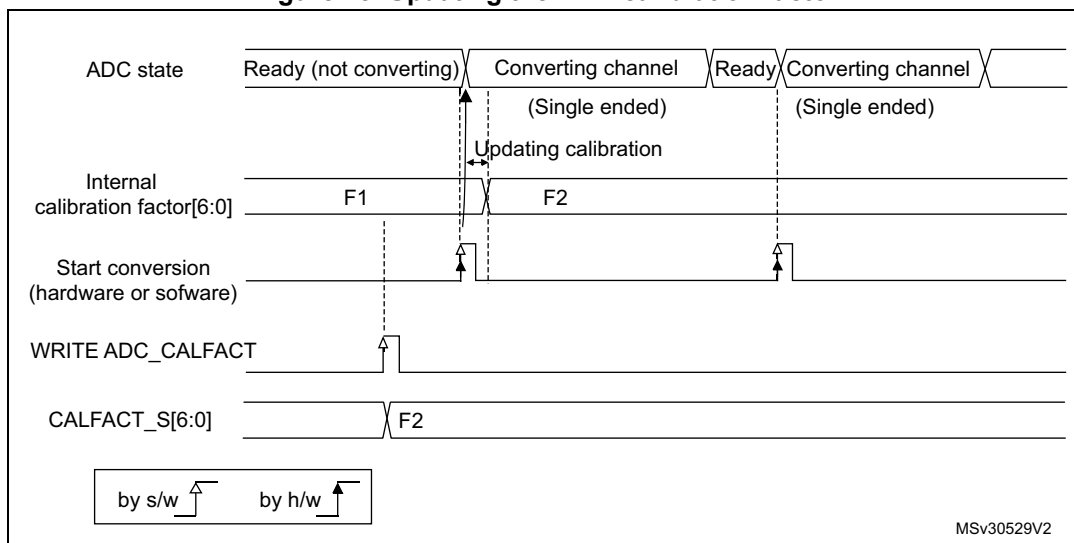 ADC state
Ready (not converting)
Converting channel
Ready
Converting channel
(Single ended)
(Single ended)
Updating calibration
Internal
calibration factor[6:0]
F1
F2
Start conversion
(hardware or sofware)
WRITE ADC_CALFACT
CALFACT_S[6:0]
F2
by s/w
by h/w
MSv30529V2